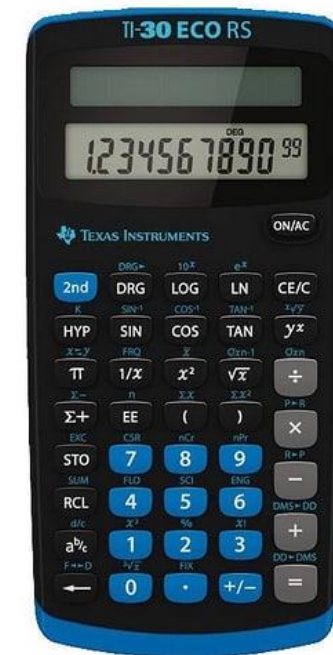 TI-30 ECO RS
DEG
1.234567890 99
TEXAS INSTRUMENTS
ON/AC
DRG► 10ˣ eˣ
2nd DRG LOG LN CE/C
K SIN⁻¹ COS⁻¹ TAN⁻¹ ˣ√y
HYP SIN COS TAN yˣ
FRQ x̄ σxn-1 σxn
π 1/x x² √x ÷
Σ- n Σx Σx² P►R
Σ+ EE ( ) ×
EXC CSR nCr nPr R►P
STO 7 8 9 −
SUM FLO SCI ENG DMS►DD
RCL 4 5 6 +
d/c x³ % x! DD►DMS
aᵇ/c 1 2 3 =
F◄►D ³√x FIX
← 0 · +/−